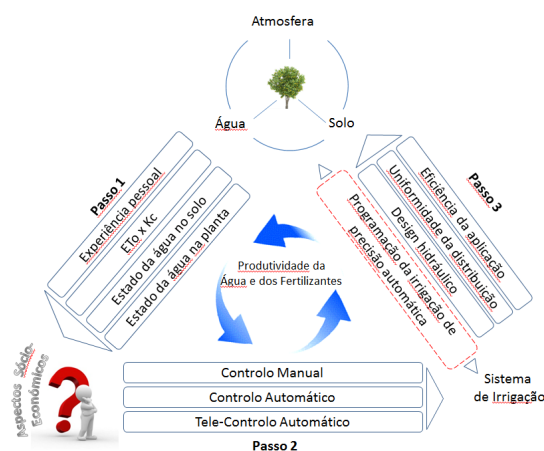 Atmosfera
Água
Solo
Passo 1
Experiência pessoal
ETo x Kc
Estado da água no solo
Estado da água na planta
Passo 3
Eficiência da aplicação
Uniformidade da distribuição
Design hidráulico
Programação da irrigação de
precisão automática
Produtividade da
Água e dos Fertilizantes
Aspectos Sócio-
Económicos
Controlo Manual
Controlo Automático
Tele-Controlo Automático
Passo 2
Sistema
de Irrigação